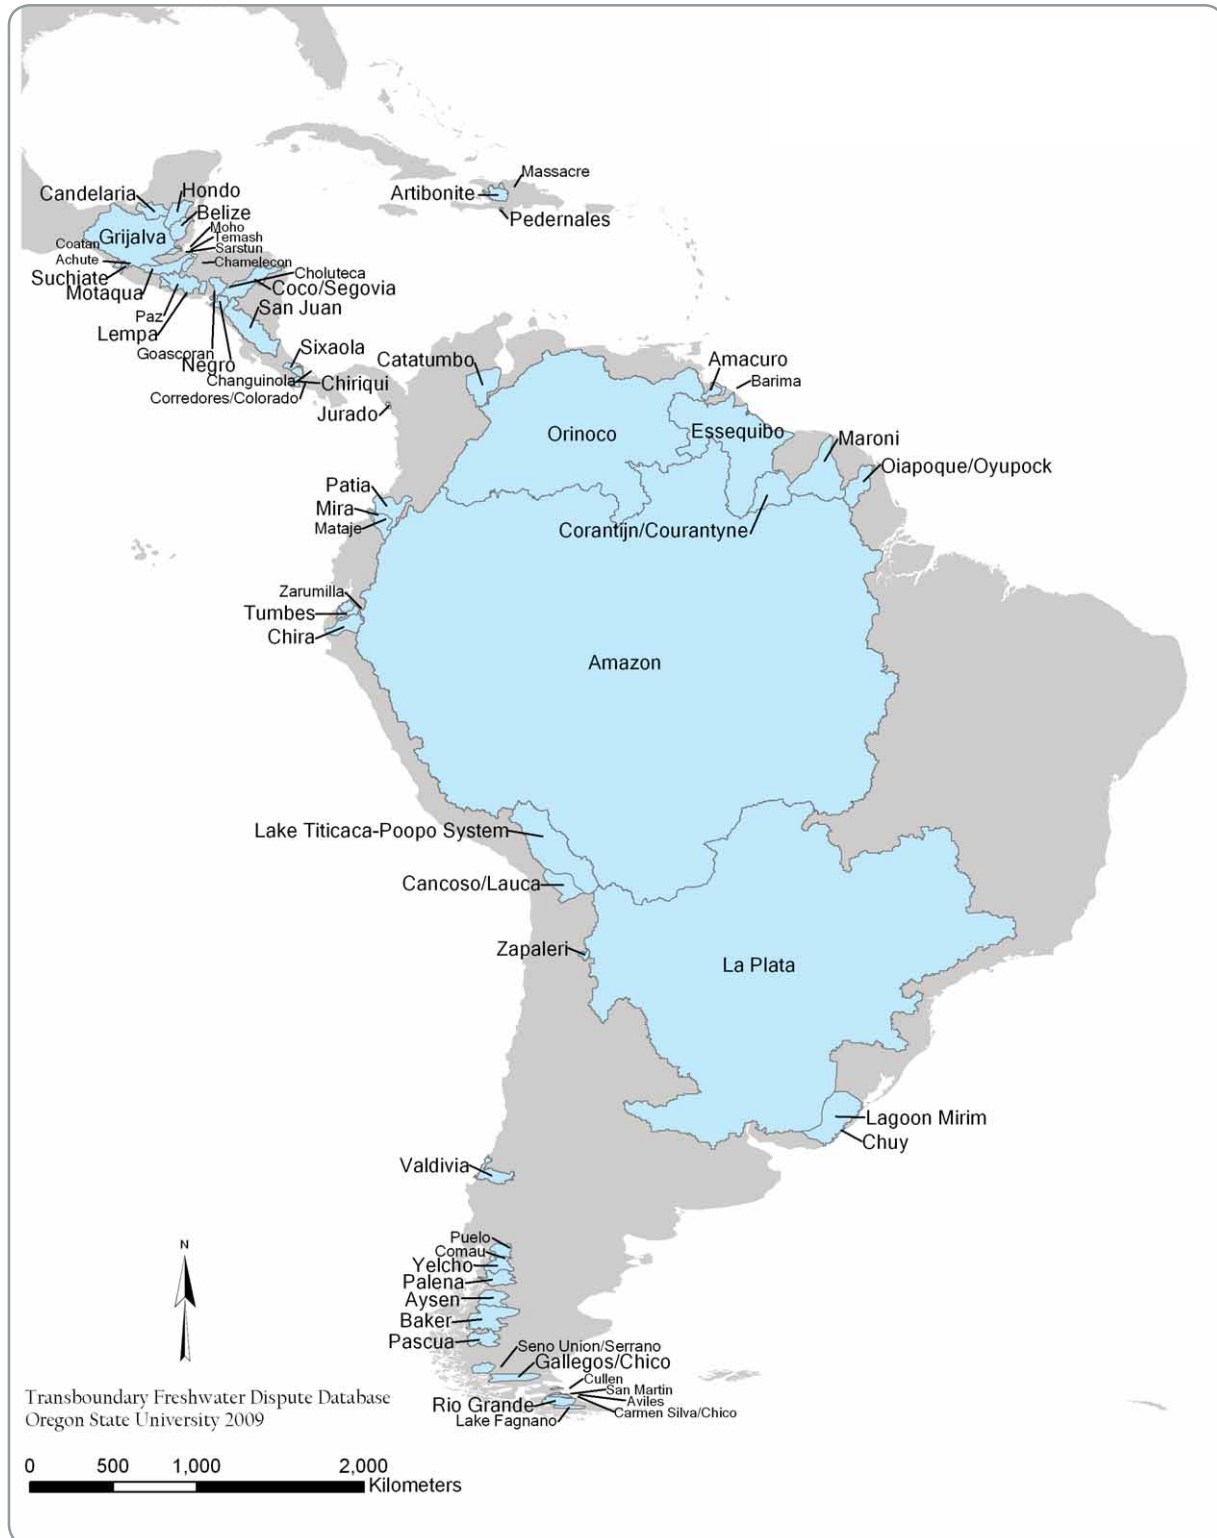 Massacre
Artibonite
Pedernales
Candelaria
Hondo
Belize
Moho
Temash
Sarstun
Grijalva
Coatan
Achute
Chamelecon
Suchiate
Motaqua
Choluteca
Coco/Segovia
San Juan
Paz
Lempa
Goascoran
Negro
Sixaola
Changuinola
Chiriqui
Corredores/Colorado
Jurado
Catatumbo
Amacuro
Barima
Orinoco
Essequibo
Maroni
Oiapoque/Oyupock
Patia
Mira
Mataje
Corantijn/Courantyne
Zarumilla
Tumbes
Chira
Amazon
Lake Titicaca-Poopo System
Cancoso/Lauca
Zapaleri
La Plata
Lagoon Mirim
Chuy
Valdivia
Puelo
Comau
Yelcho
Palena
Aysen
Baker
Pascua
Seno Union/Serrano
Gallegos/Chico
Cullen
San Martin
Aviles
Rio Grande
Carmen Silva/Chico
Lake Fagnano
N
Transboundary Freshwater Dispute Database
Oregon State University 2009
0 500 1,000 2,000
Kilometers